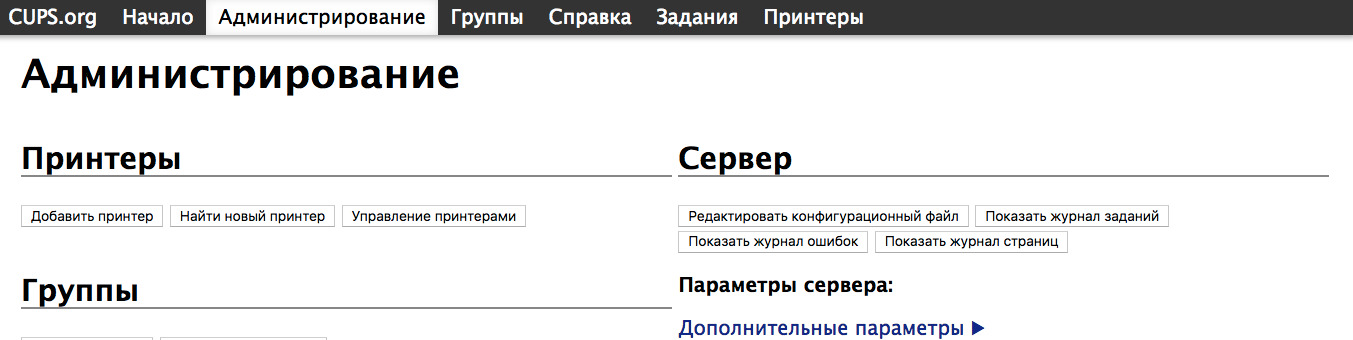 CUPS.org Начало Администрирование Группы Справка Задания Принтеры
Администрирование
Принтеры
Добавить принтер Найти новый принтер Управление принтерами
Группы
Сервер
Редактировать конфигурационный файл Показать журнал заданий
Показать журнал ошибок Показать журнал страниц
Параметры сервера:
Дополнительные параметры ▶